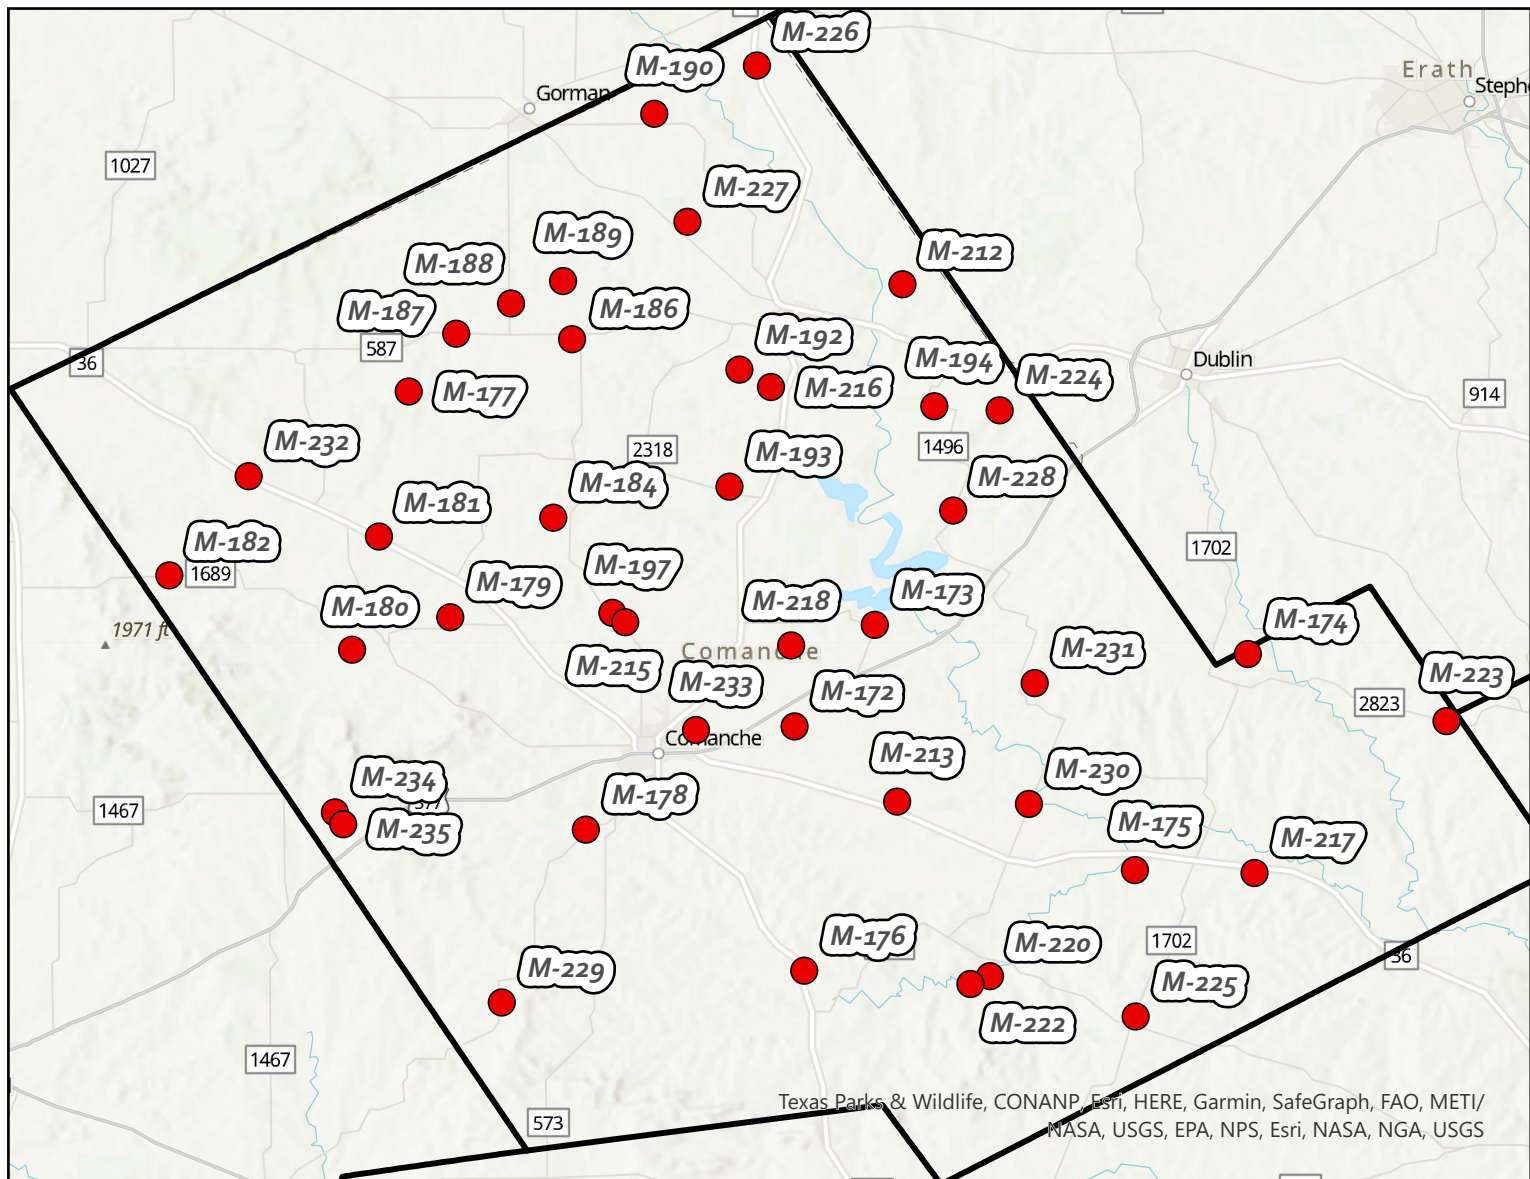 M-226
Erath
M-190
Steph
Gorman
1027
M-227
M-189
M-212
M-188
M-187
M-186
587
M-192
36
M-194
Dublin
M-224
M-177
M-216
914
M-232
2318
M-193
1496
M-184
M-228
M-181
M-182
1689
1702
M-197
M-179
M-180
M-218
M-173
1971 ft
M-174
Comanche
M-231
M-215
M-233
M-172
M-223
2823
Comanche
M-213
M-234
M-230
377
M-178
1467
M-235
M-175
M-217
M-176
M-220
1702
36
M-229
M-225
M-222
1467
573
Texas Parks & Wildlife, CONANP, Esri, HERE, Garmin, SafeGraph, FAO, METI/
NASA, USGS, EPA, NPS, Esri, NASA, NGA, USGS